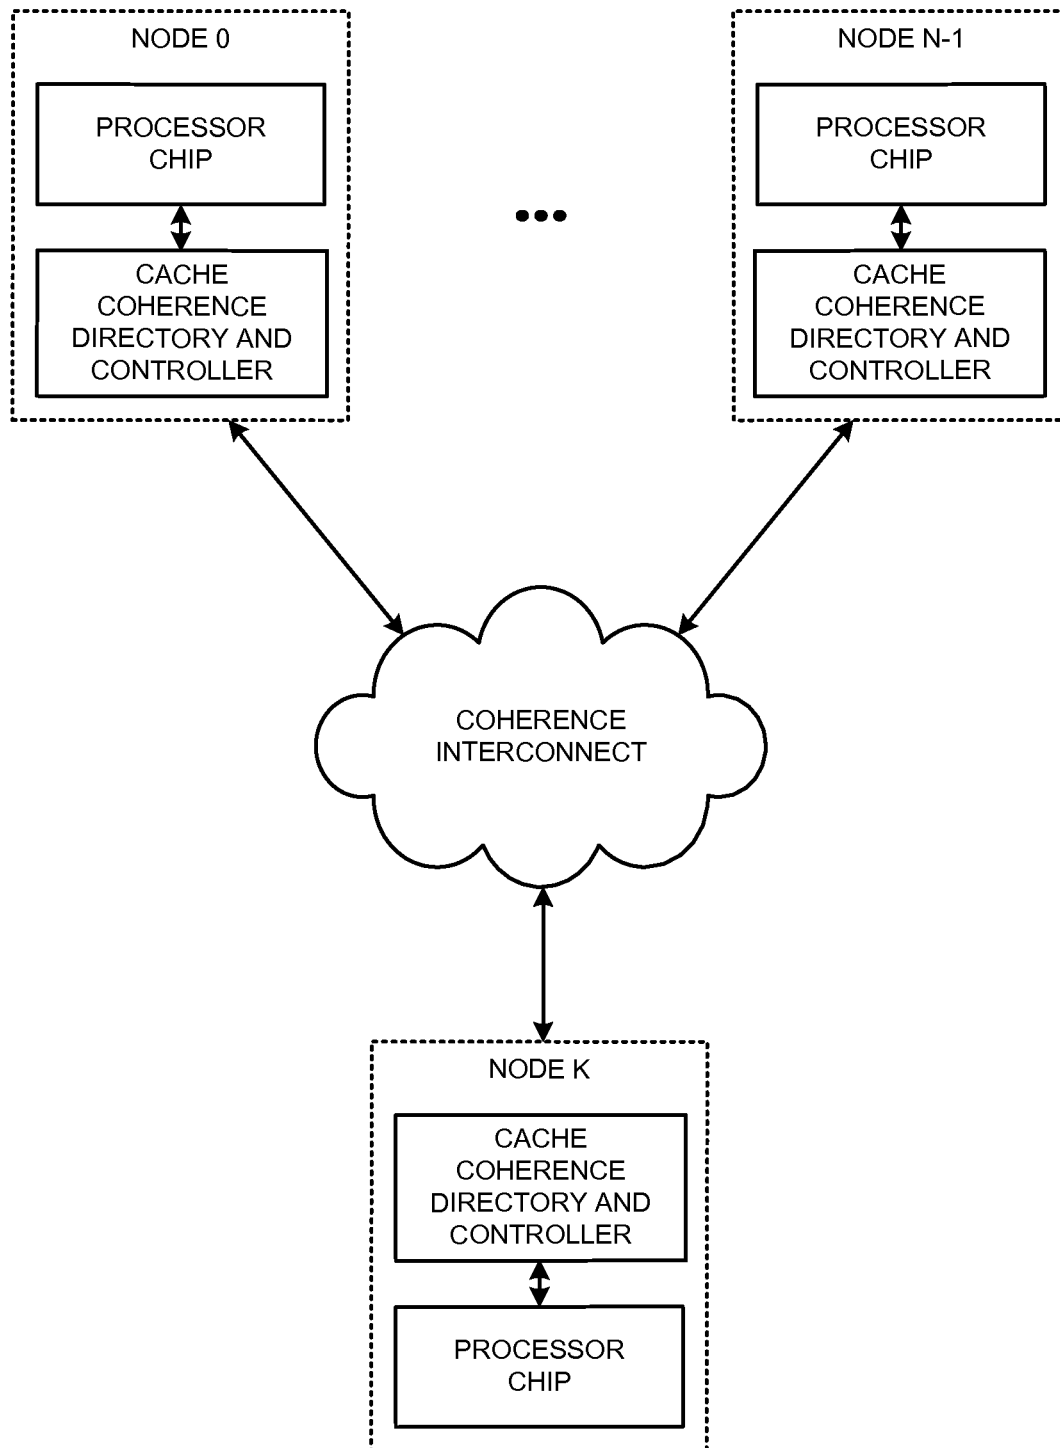 NODE 0
PROCESSOR
CHIP
CACHE
COHERENCE
DIRECTORY AND
CONTROLLER
...
NODE N-1
PROCESSOR
CHIP
CACHE
COHERENCE
DIRECTORY AND
CONTROLLER
COHERENCE
INTERCONNECT
NODE K
CACHE
COHERENCE
DIRECTORY AND
CONTROLLER
PROCESSOR
CHIP